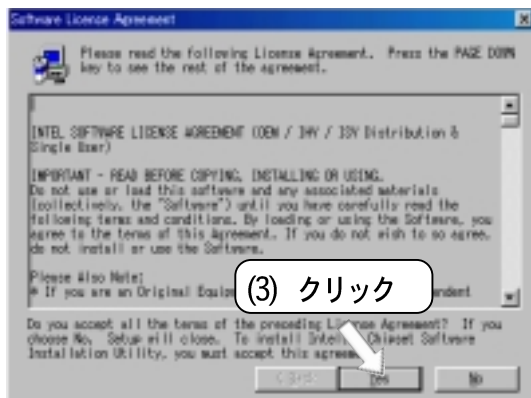 Software License Agreement
Please read the following License Agreement. Press the PAGE DOWN
key to see the rest of the agreement.
INTEL SOFTWARE LICENSE AGREEMENT (OEM / IHV / ISV Distribution &
Single User)
IMPORTANT - READ BEFORE COPYING, INSTALLING OR USING.
Do not use or load this software and any associated materials
(collectively, the "Software") until you have carefully read the
following terms and conditions. By loading or using the Software, you
agree to the terms of this Agreement. If you do not wish to so agree,
do not install or use the Software.
Please Also Note:
* If you are an Original
(3) クリック
Do you accept all the terms of the preceding License Agreement? If you
choose No, Setup will close. To install Intel Chipset Software
Installation Utility, you must accept this
< Back
Yes
No